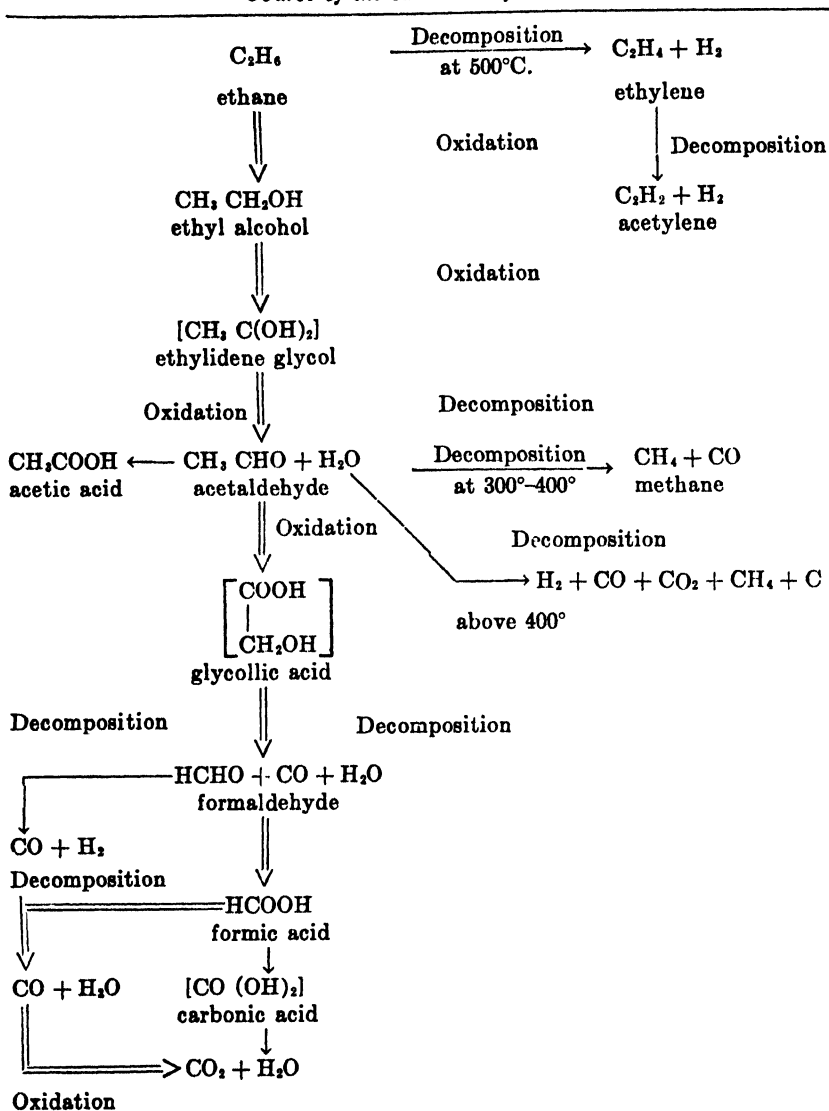 C₂H₆ Decomposition at 500°C. C₂H₄ + H₂
ethane ethylene
Oxidation Decomposition
CH₃ CH₂OH C₂H₂ + H₂
ethyl alcohol acetylene
Oxidation
[CH₃ C(OH)₂]
ethylidene glycol
Oxidation Decomposition
CH₃COOH CH₃ CHO + H₂O Decomposition CH₄ + CO
acetic acid acetaldehyde at 300°–400° methane
Oxidation Decomposition
H₂ + CO + CO₂ + CH₄ + C
COOH above 400°
CH₂OH
glycollic acid
Decomposition Decomposition
HCHO + CO + H₂O
formaldehyde
CO + H₂
Decomposition
HCOOH
formic acid
CO + H₂O [CO (OH)₂]
carbonic acid
CO₂ + H₂O
Oxidation